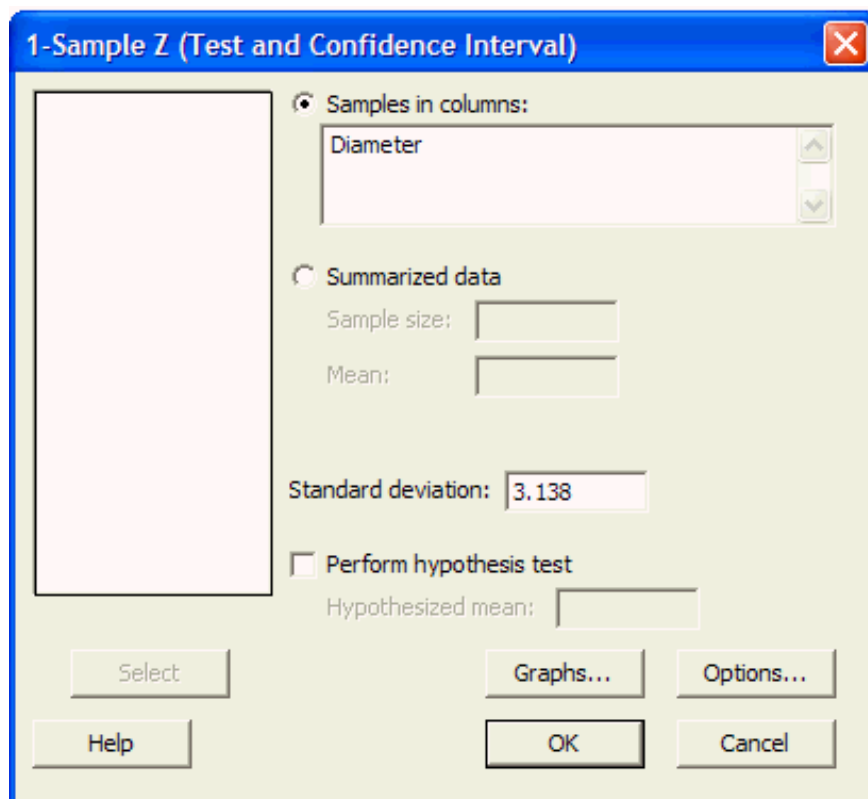 1-Sample Z (Test and Confidence Interval)
Samples in columns:
Diameter
Summarized data
Sample size:
Mean:
Standard deviation: 3.138
Perform hypothesis test
Hypothesized mean:
Select Graphs... Options...
Help OK Cancel